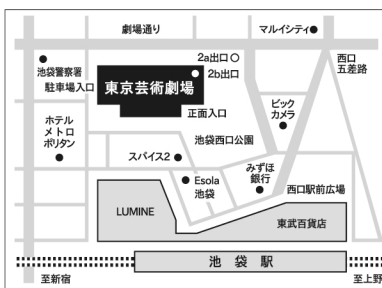 劇場通り
マルイシティ
2a出口
西口
五差路
池袋警察署
駐車場入口
東京芸術劇場
2b出口
正面入口
ビック
カメラ
ホテル
メトロ
ポリタン
池袋西口公園
スパイス2
Esola
池袋
みずほ
銀行
西口駅前広場
LUMINE
東武百貨店
池袋駅
至新宿
至上野